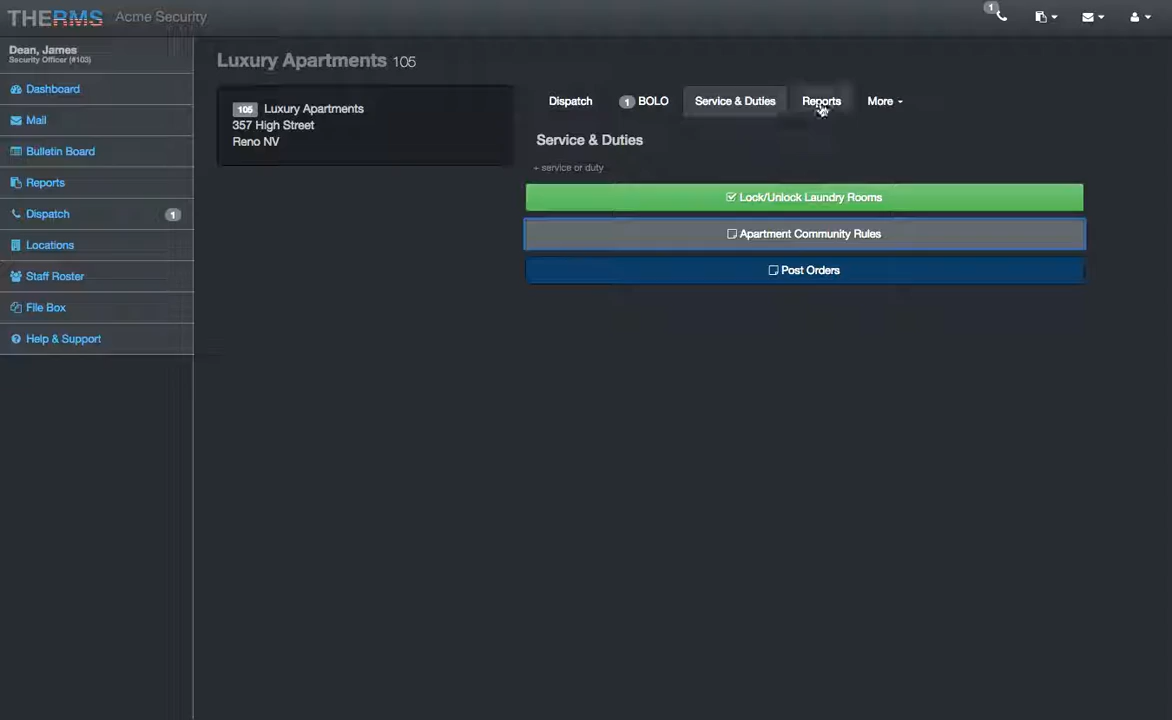 THERMS Acme Security
1
Dean, James
Security Officer (#103)
Dashboard
Mail
Bulletin Board
Reports
Dispatch 1
Locations
Staff Roster
File Box
Help & Support
Luxury Apartments 105
105 Luxury Apartments
357 High Street
Reno NV
Dispatch 1 BOLO Service & Duties Reports More
Service & Duties
+ service or duty
Lock/Unlock Laundry Rooms
Apartment Community Rules
Post Orders